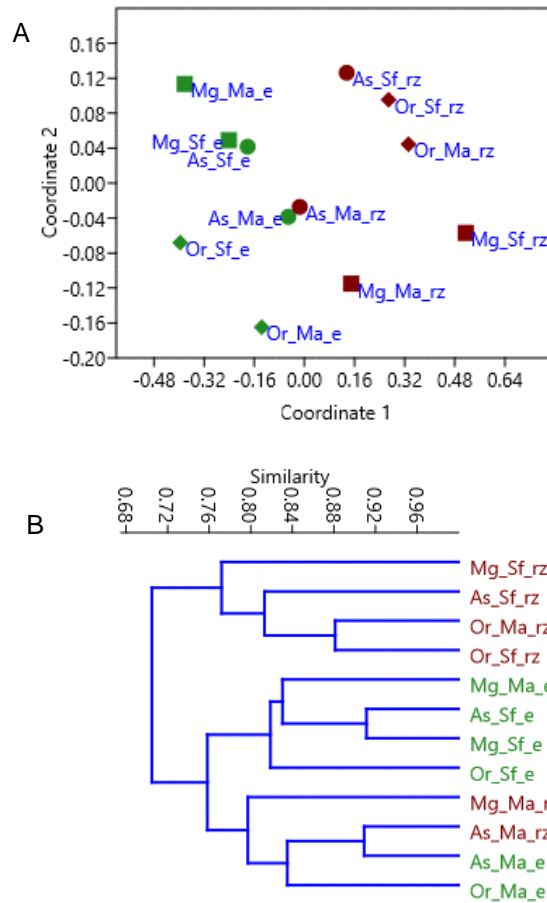 A
Coordinate 2
0.16
0.12
0.08
0.04
0.00
-0.04
-0.08
-0.12
-0.16
-0.20
Mg_Ma_e
Mg_Sf_e
As_Sf_e
As_Ma_e
Or_Sf_e
Or_Ma_e
As_Sf_rz
Or_Sf_rz
Or_Ma_rz
As_Ma_rz
Mg_Sf_rz
Mg_Ma_rz
-0.48 -0.32 -0.16 0.00 0.16 0.32 0.48 0.64
Coordinate 1
B
Similarity
0.68 0.72 0.76 0.80 0.84 0.88 0.92 0.96
Mg_Sf_rz
As_Sf_rz
Or_Ma_rz
Or_Sf_rz
Mg_Ma_e
As_Sf_e
Mg_Sf_e
Or_Sf_e
Mg_Ma_r
As_Ma_rz
As_Ma_e
Or_Ma_e